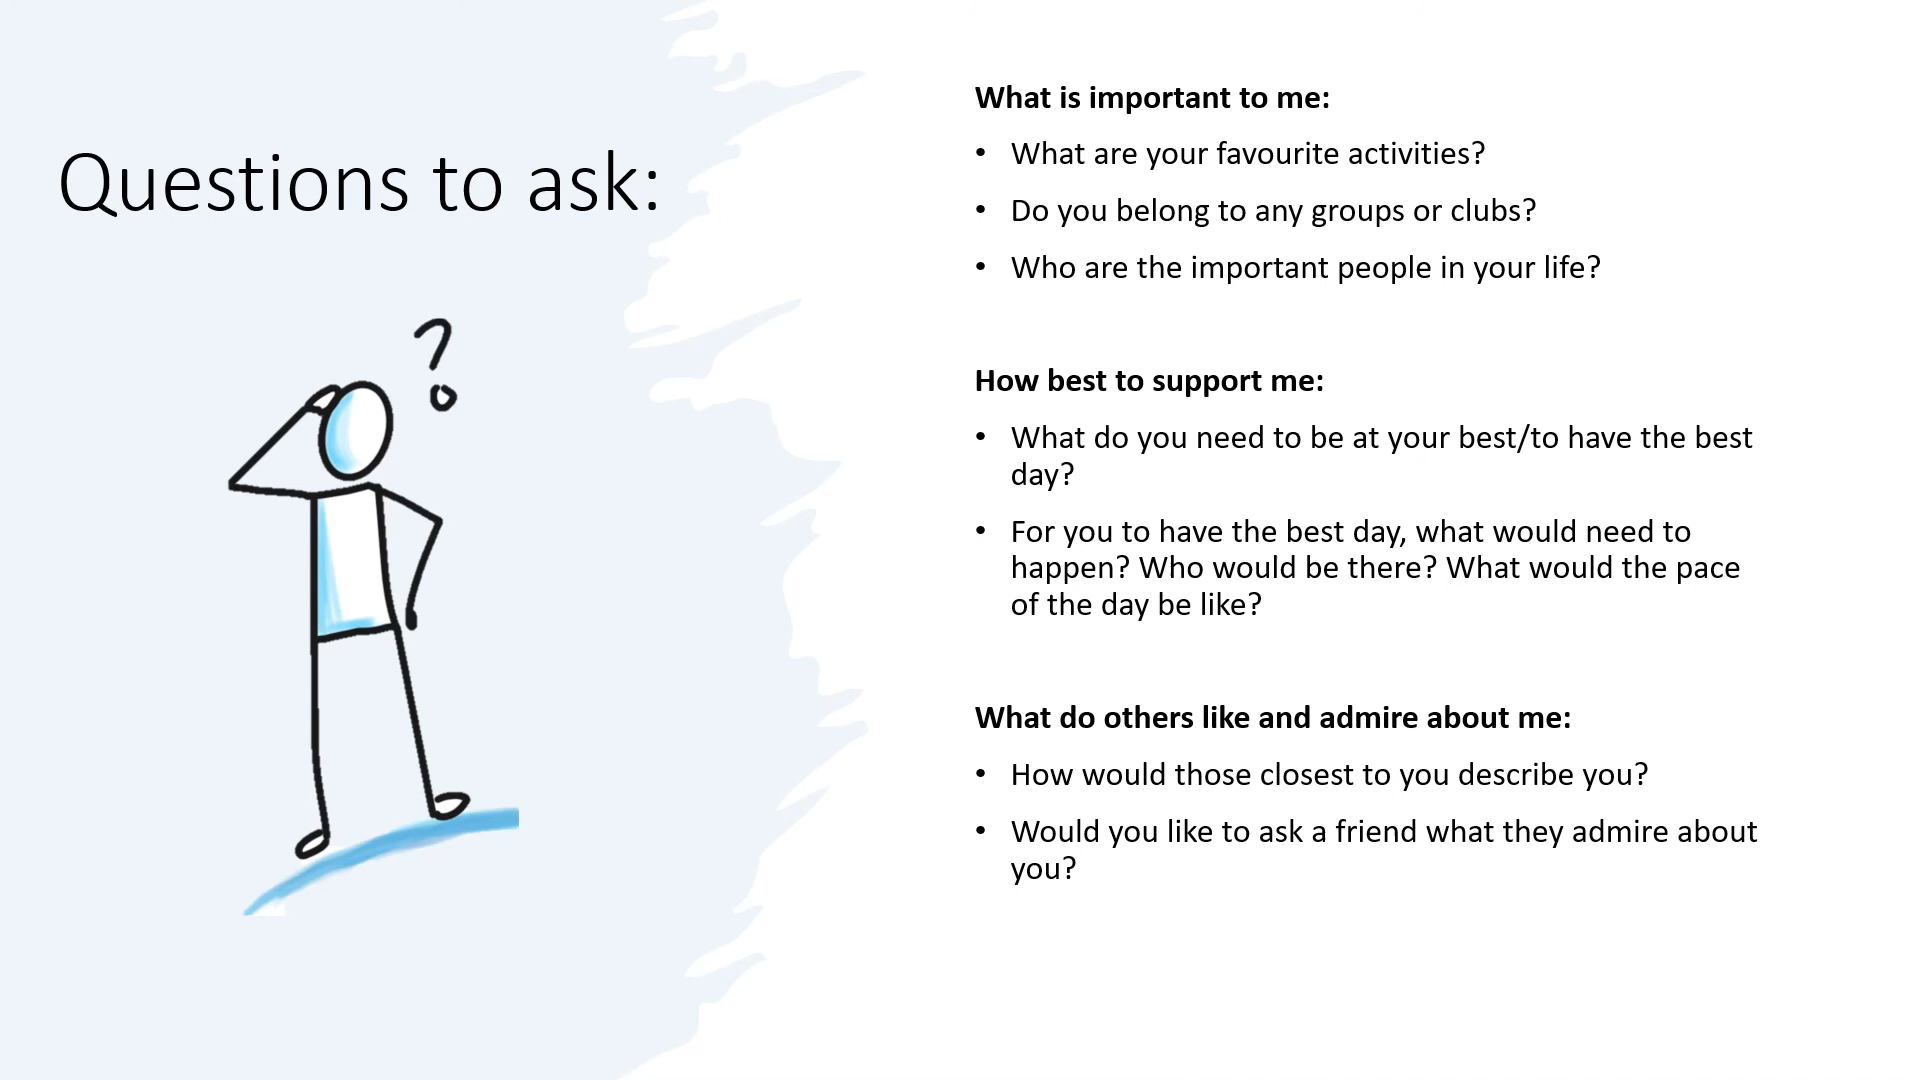 Questions to ask:
?
What is important to me:
• What are your favourite activities?
• Do you belong to any groups or clubs?
• Who are the important people in your life?
How best to support me:
• What do you need to be at your best/to have the best
day?
• For you to have the best day, what would need to
happen? Who would be there? What would the pace
of the day be like?
What do others like and admire about me:
• How would those closest to you describe you?
• Would you like to ask a friend what they admire about
you?